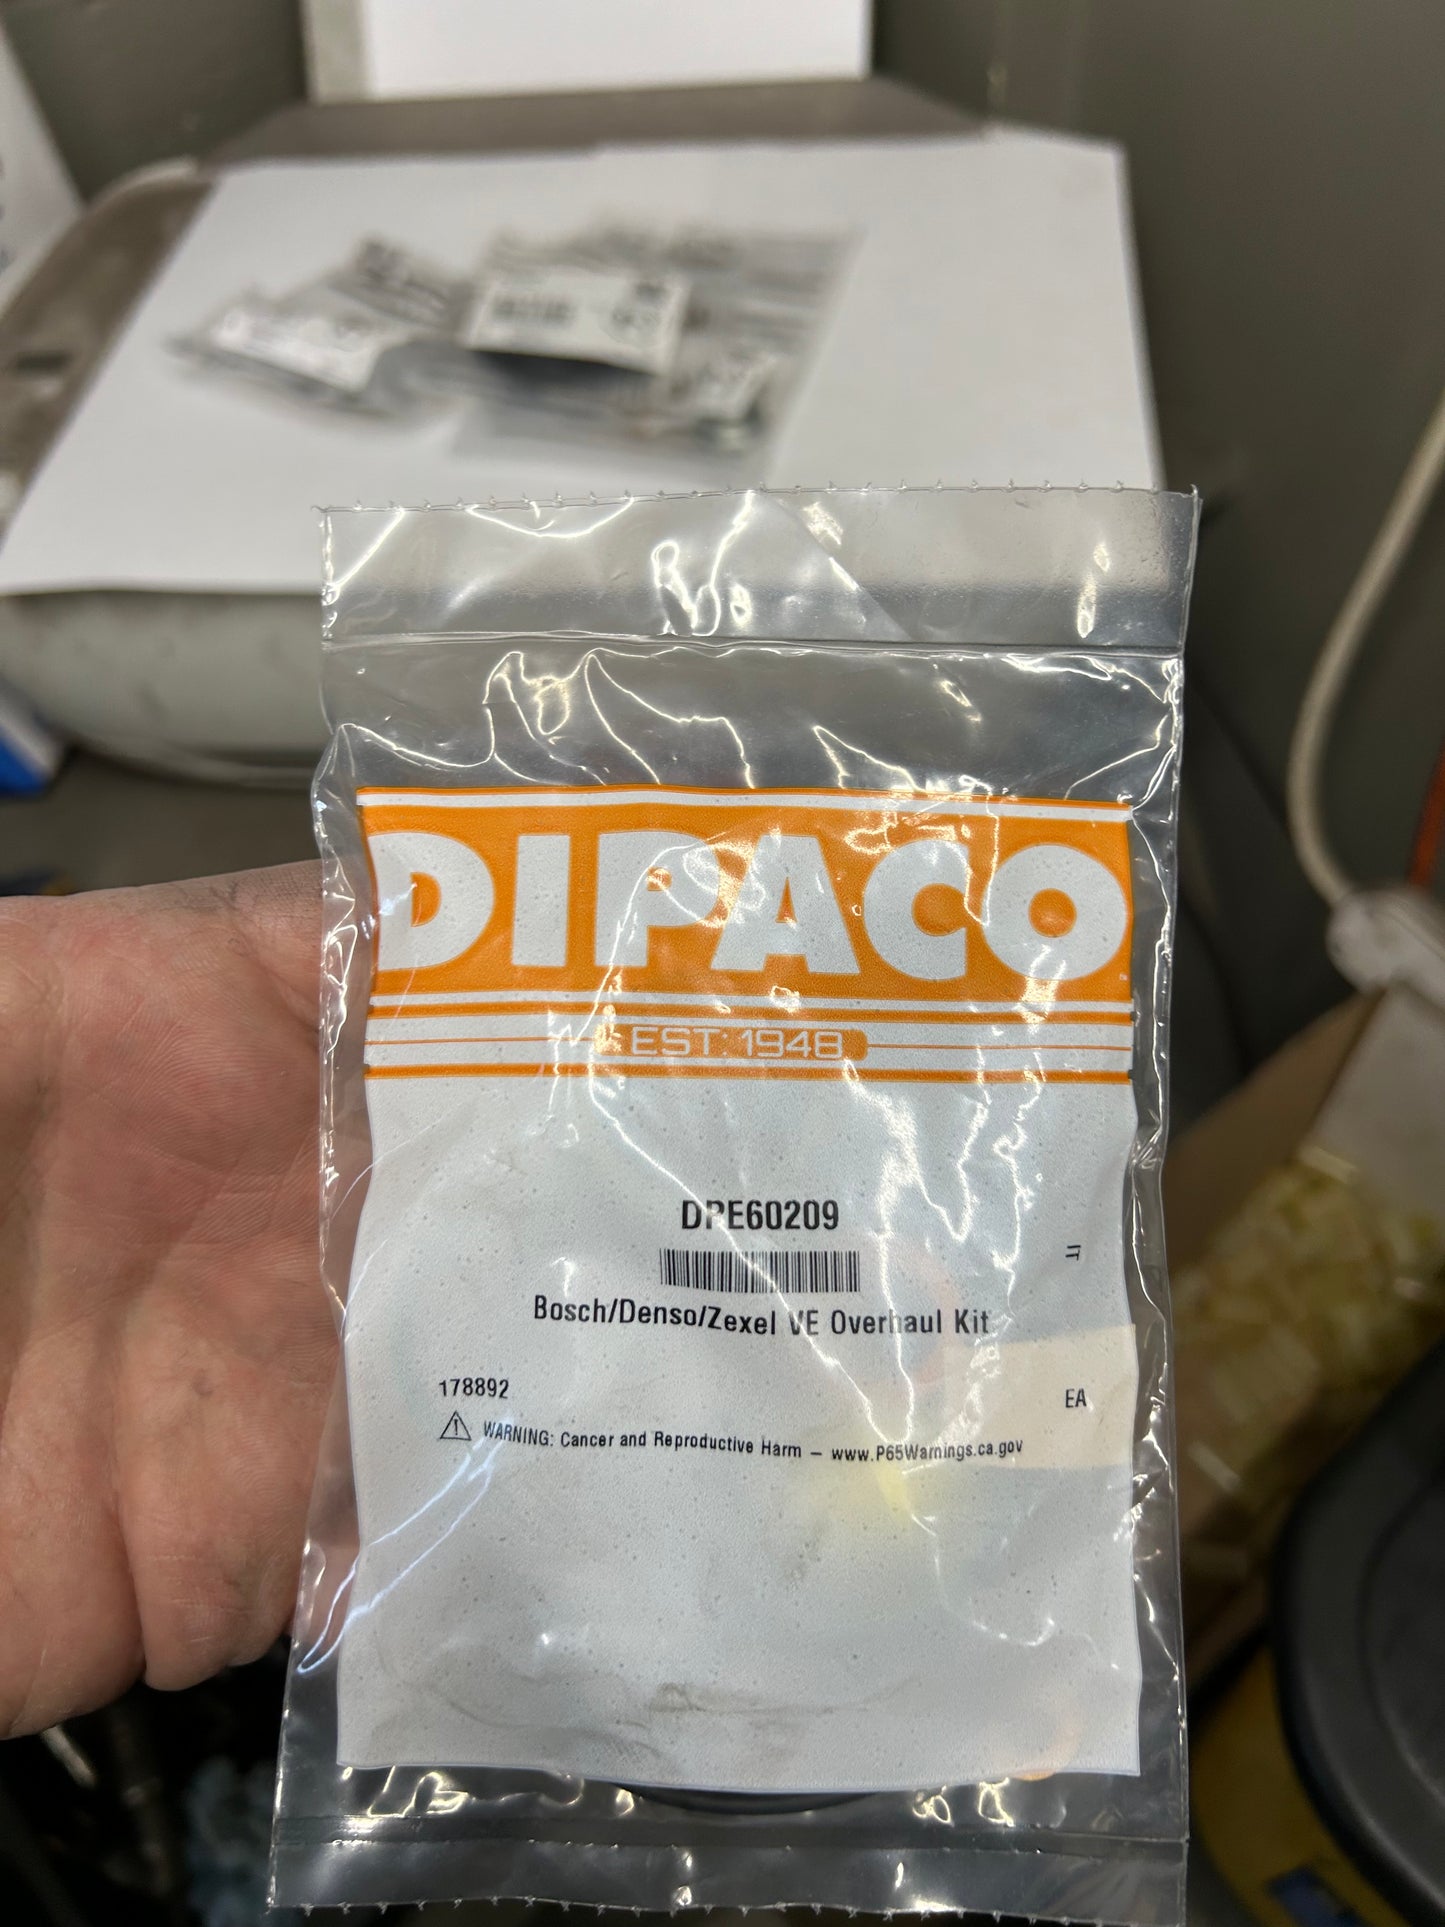 DIPACO
EST. 1948
DPE60209
Bosch/Denso/Zexel VE Overhaul Kit
178892
EA
WARNING: Cancer and Reproductive Harm – www.P65Warnings.ca.gov